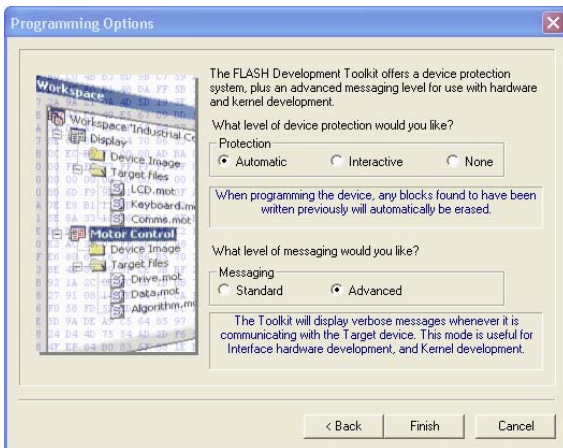 Programming Options
The FLASH Development Toolkit offers a device protection
system, plus an advanced messaging level for use with hardware
and kernel development.
What level of device protection would you like?
Protection
Automatic
Interactive
None
When programming the device, any blocks found to have been
written previously will automatically be erased.
What level of messaging would you like?
Messaging
Standard
Advanced
The Toolkit will display verbose messages whenever it is
communicating with the Target device. This mode is useful for
Interface hardware development, and Kernel development.
Workspace
Workspace 'Industrial Co
Display
Device Image
Target files
LCD.mot
Keyboard.mot
Comms.mot
Motor Control
Device Image
Target files
Drive.mot
Data.mot
Algorithm.mo
< Back
Finish
Cancel